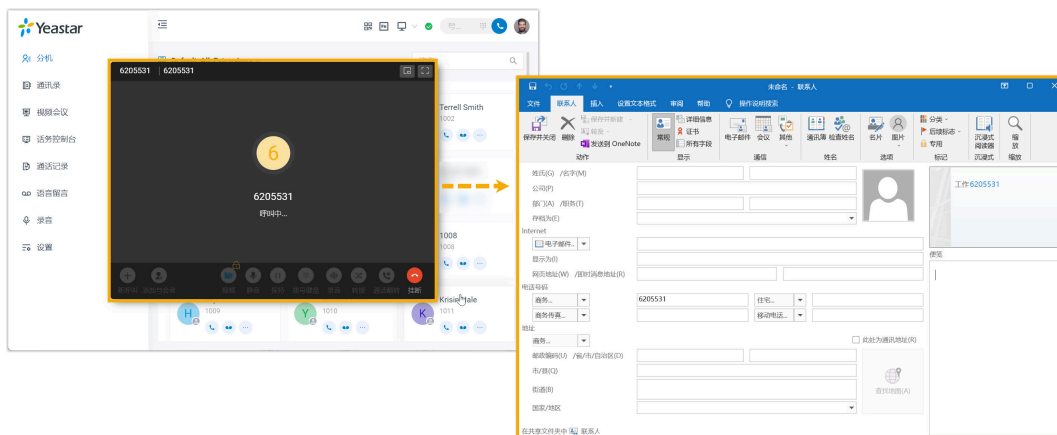 Yeastar
分机
通讯录
视频会议
话务控制台
通话记录
语音留言
录音
设置
Terrell Smith
1002
1008
1008
Kristin Hale
H 1009
Y 1010
K 1011
6205531 | 6205531
6
6205531
呼叫中...
挂断
未命名 - 联系人
文件 联系人 插入 设置文本格式 审阅 帮助 操作说明搜索
保存并关闭 删除 保存并新建 转发 发送到 OneNote
动作
常规 详细信息 证书 所有字段
显示
电子邮件 会议 其他
通信
通讯簿 检查姓名
姓名
名片 图片
选项
分类 后续标志 专用
标记
沉浸式阅读器
沉浸式
缩放
缩放
姓氏(G) /名字(M)
公司(P)
部门(A) /职务(T)
存档为(E)
Internet
电子邮件...
显示为(I)
网页地址(W) /即时消息地址(R)
电话号码
商务... 6205531 住宅...
商务传真... 移动电话...
地址
商务... 此处为通讯地址(R)
邮政编码(U) /省/市/自治区(D)
市/县(Q)
街道(B)
国家/地区
查找地图(A)
在共享文件夹中 联系人
工作6205531
便笺